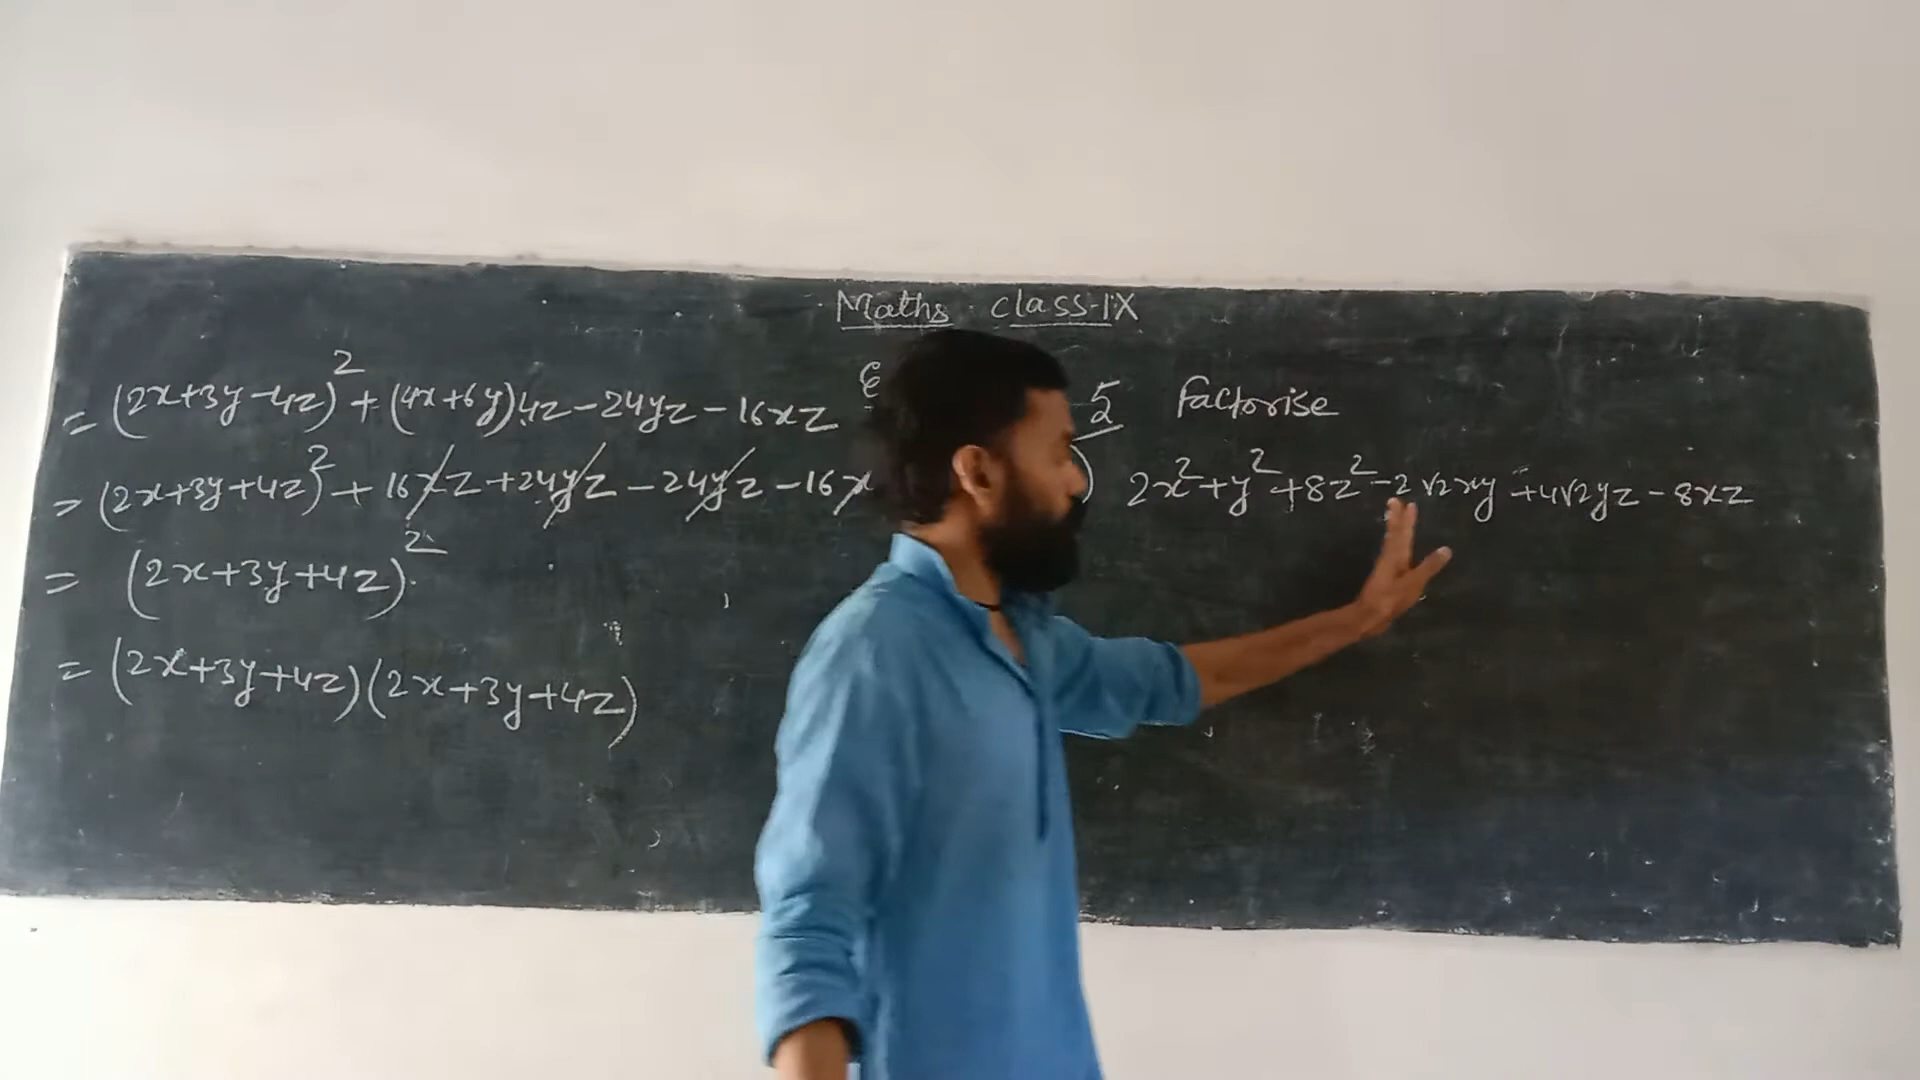 Maths class-IX
= (2x+3y-4z)² + (4x+6y)4z - 24yz - 16xz
= (2x+3y+4z)² + 16xz + 24yz - 24yz - 16x
= (2x+3y+4z)²
= (2x+3y+4z)(2x+3y+4z)
5 factorise
) 2x² + y² + 8z² - 2√2xy + 4√2yz - 8xz